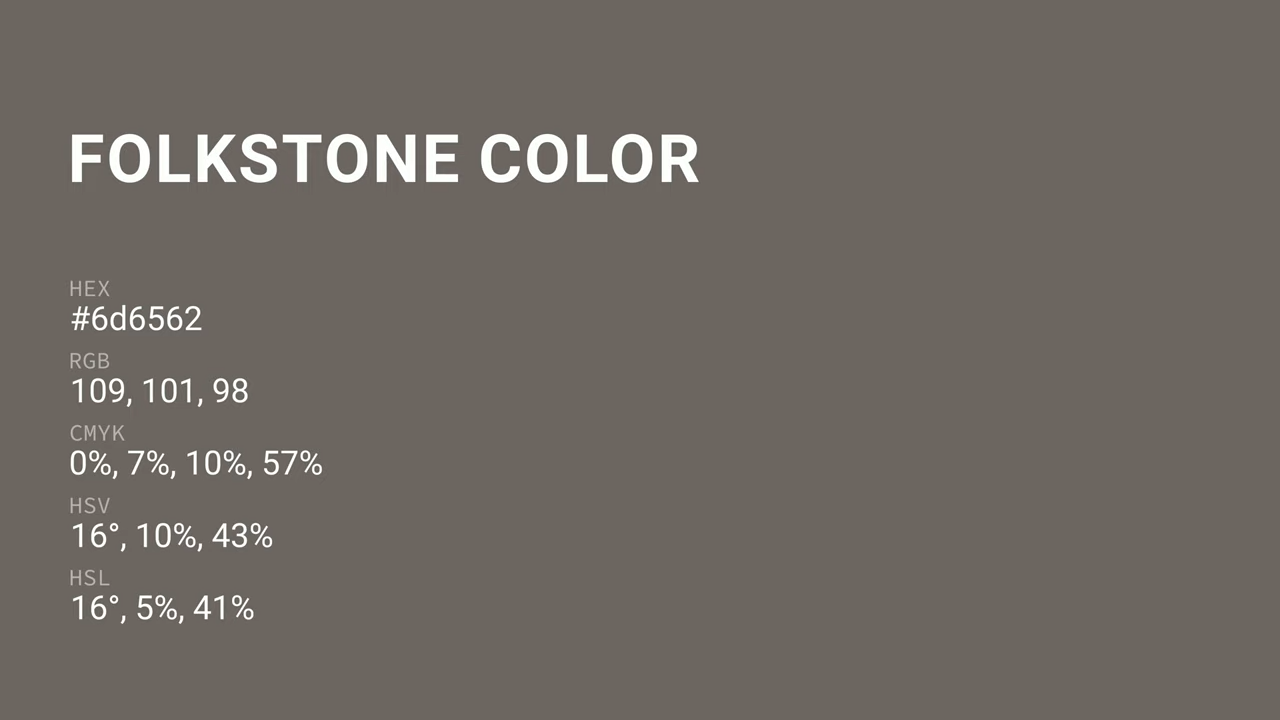 FOLKSTONE COLOR
HEX
#6d6562
RGB
109, 101, 98
CMYK
0%, 7%, 10%, 57%
HSV
16°, 10%, 43%
HSL
16°, 5%, 41%